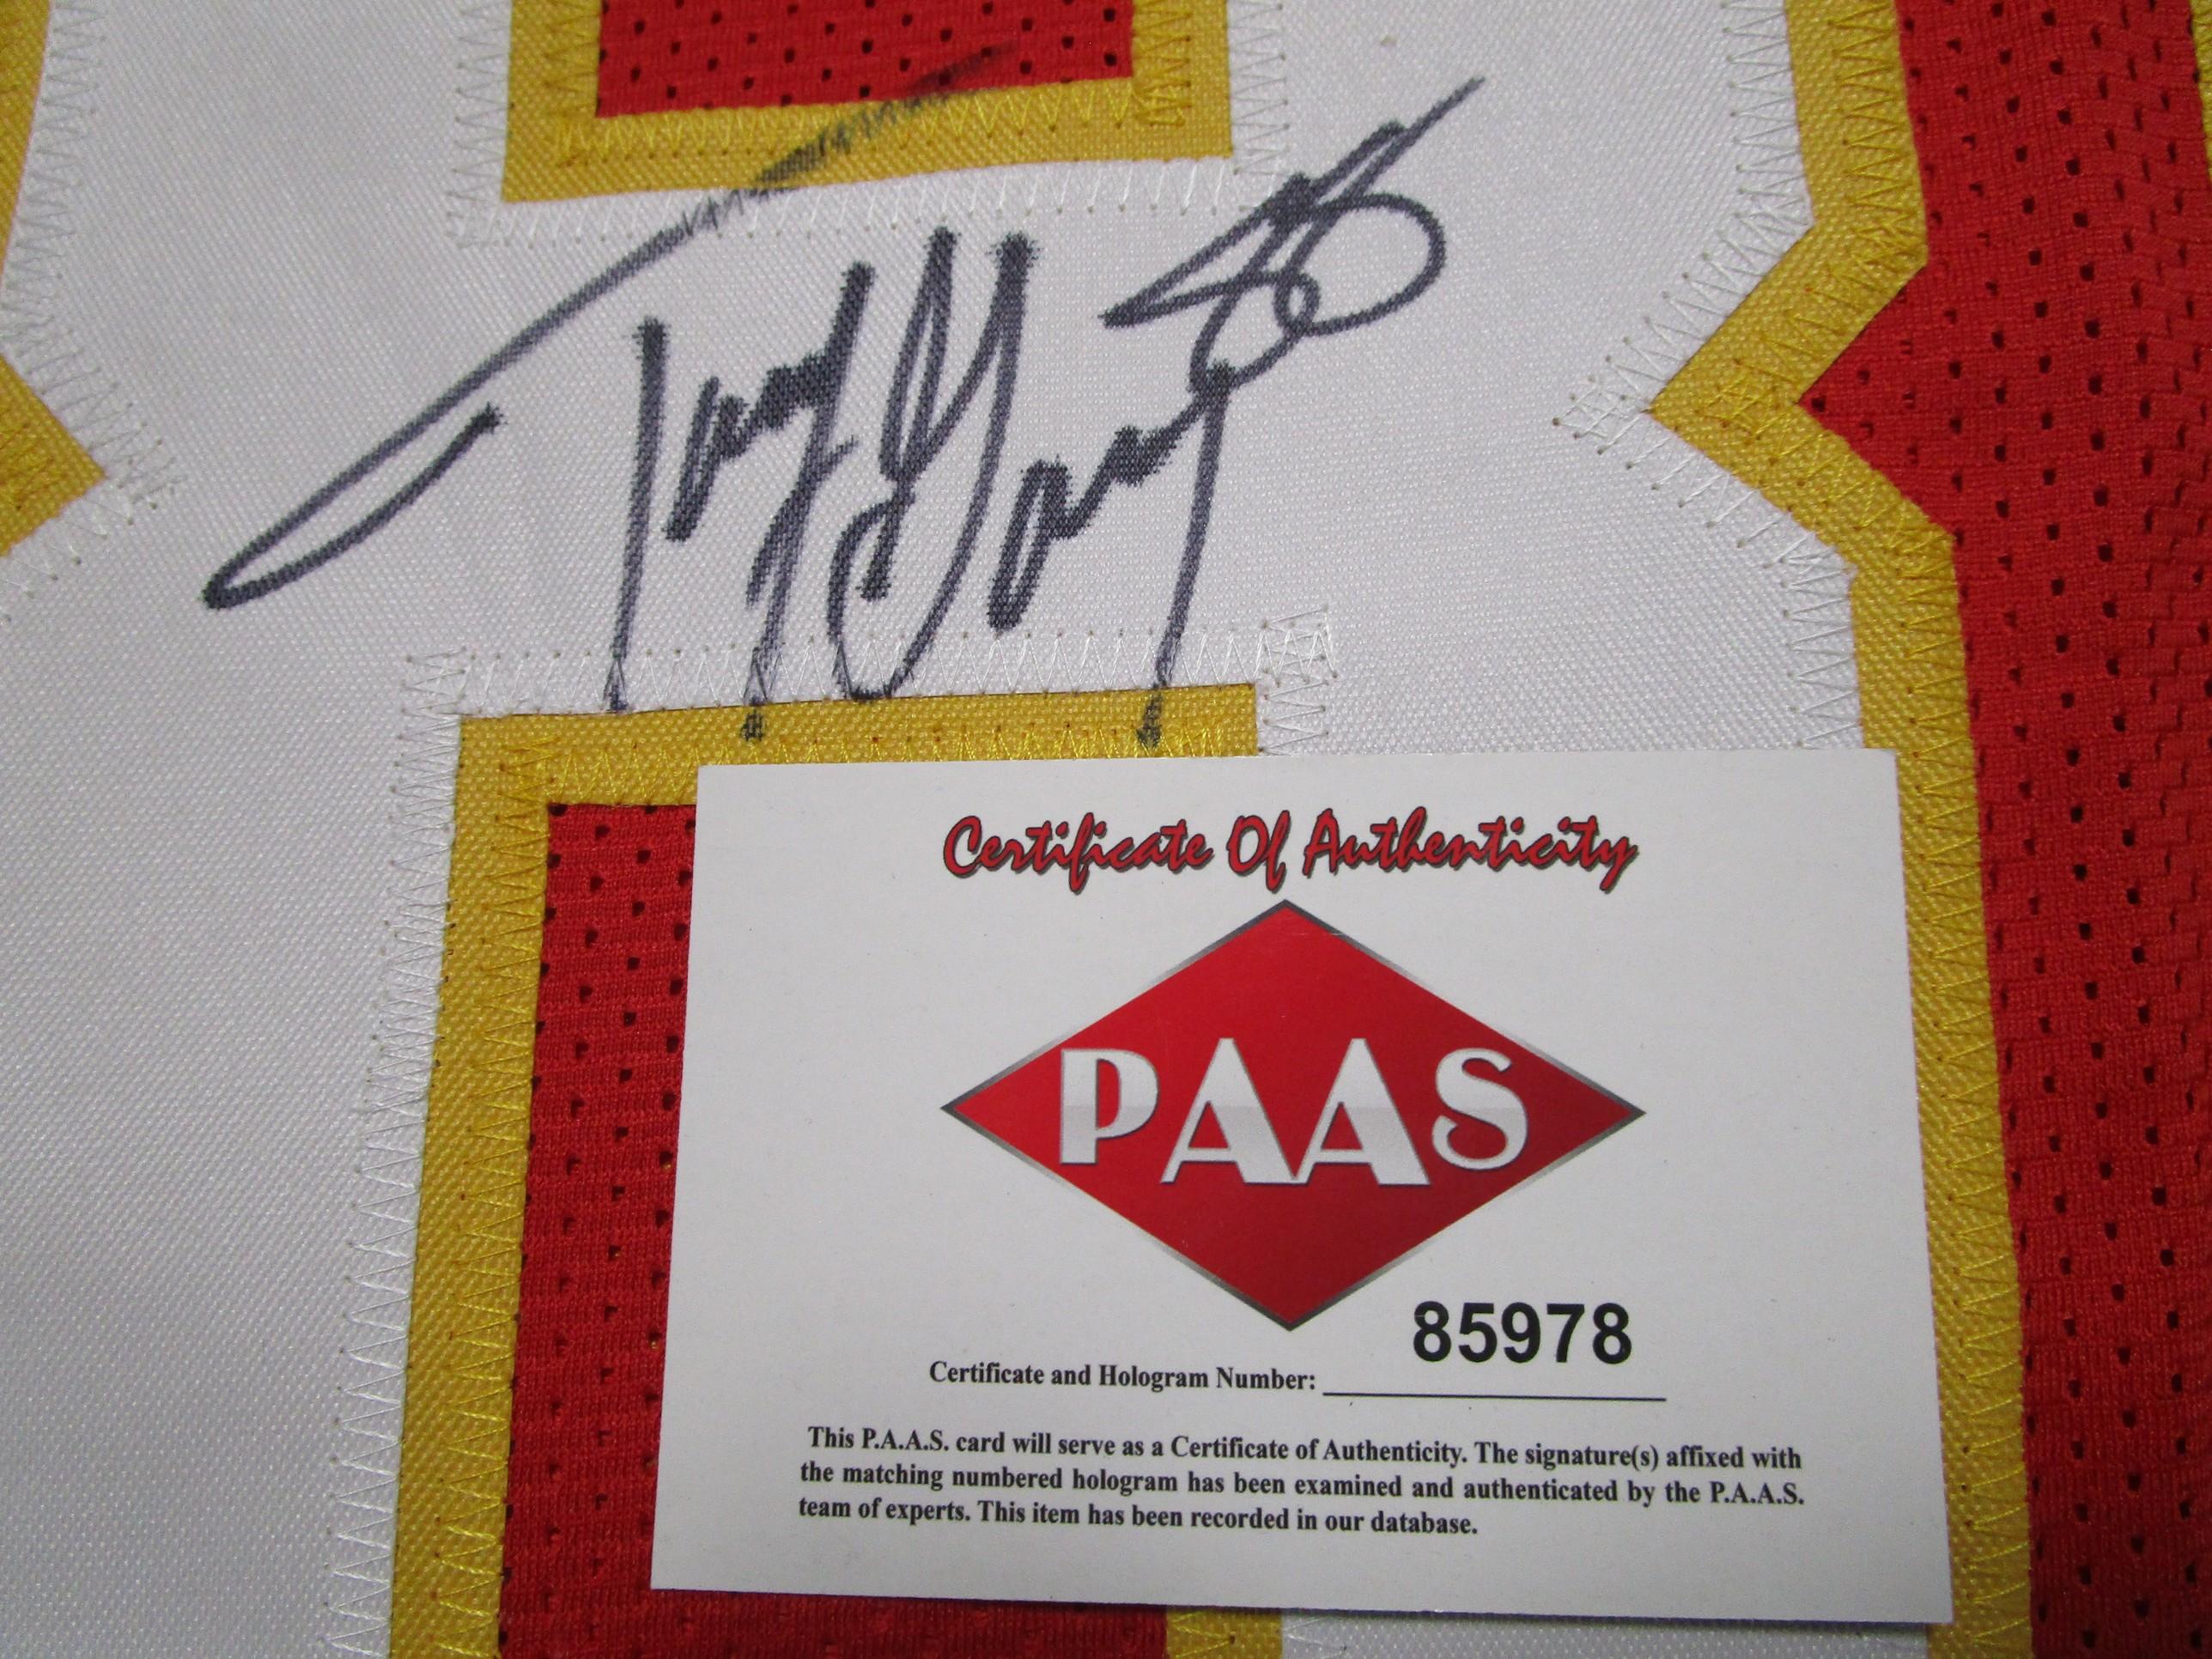 Tony Gonzalez
Certificate Of Authenticity
PAAS
85978
Certificate and Hologram Number:
This P.A.A.S. card will serve as a Certificate of Authenticity. The signature(s) affixed with
the matching numbered hologram has been examined and authenticated by the P.A.A.S.
team of experts. This item has been recorded in our database.